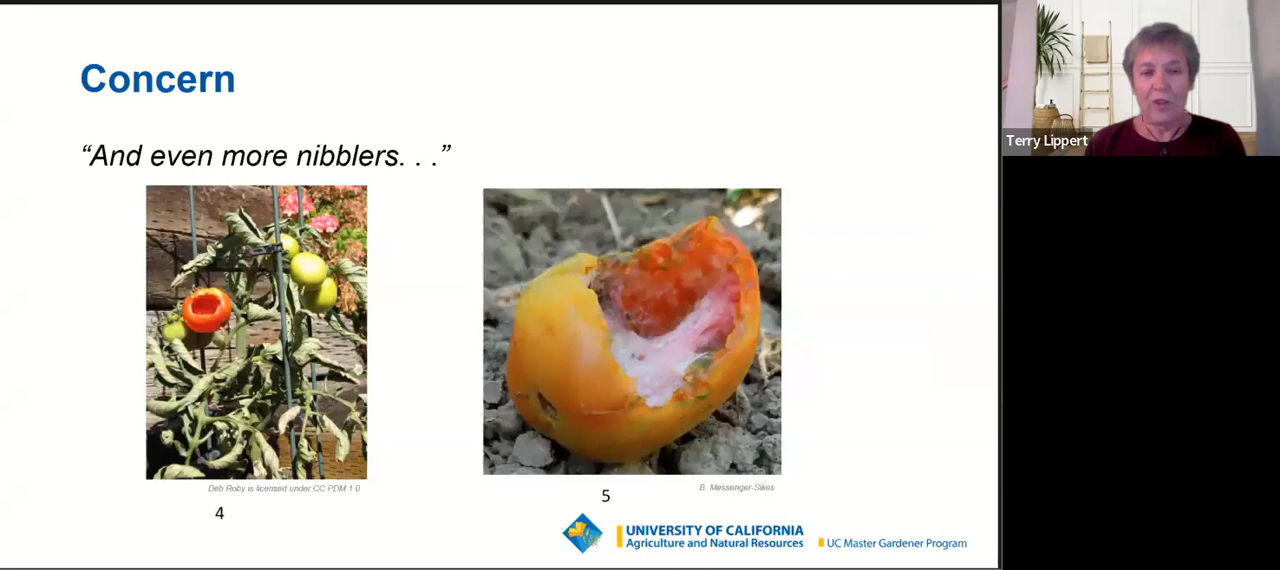 Concern
“And even more nibblers. . .”
Deb Roby is licensed under CC PDM 1.0
4
B. Messenger-Sikes
5
UNIVERSITY OF CALIFORNIA
Agriculture and Natural Resources
UC Master Gardener Program
Terry Lippert